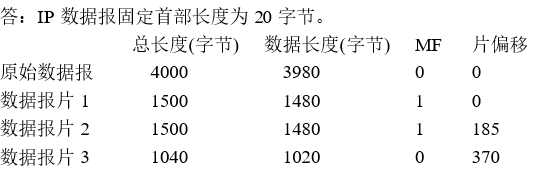 答：IP 数据报固定首部长度为 20 字节。
总长度(字节) 数据长度(字节) MF 片偏移
原始数据报 4000 3980 0 0
数据报片 1 1500 1480 1 0
数据报片 2 1500 1480 1 185
数据报片 3 1040 1020 0 370